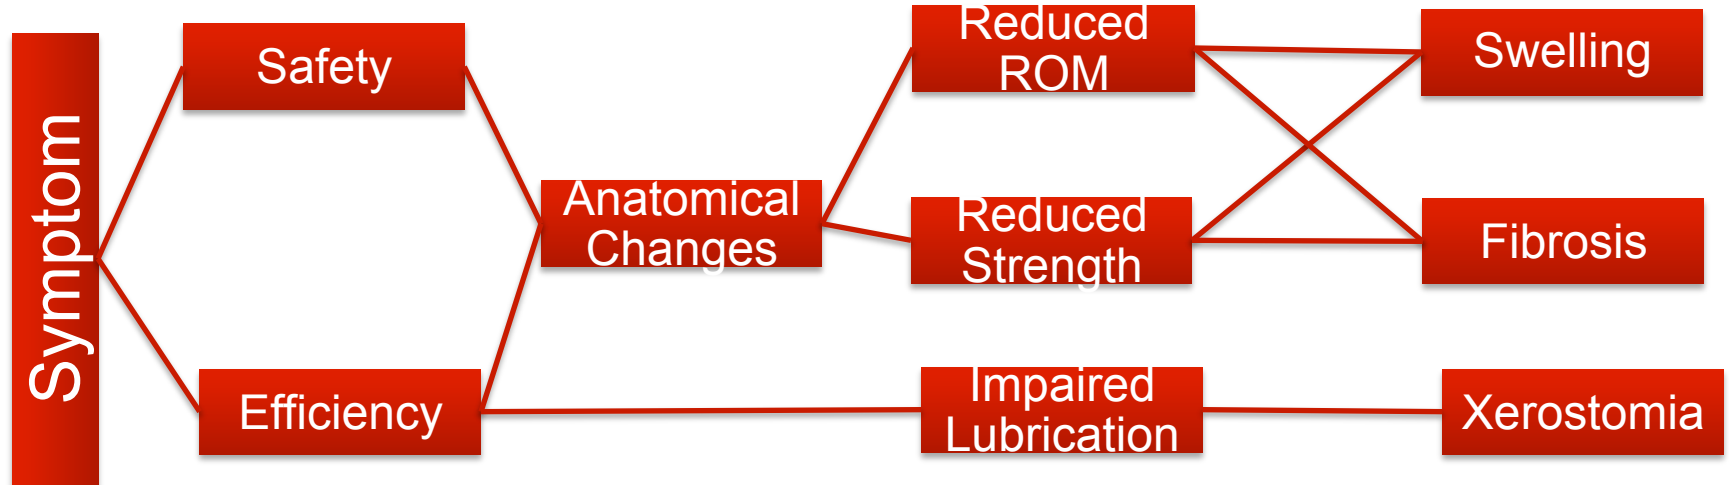 Symptom
Safety
Efficiency
Anatomical
Changes
Reduced
ROM
Reduced
Strength
Impaired
Lubrication
Swelling
Fibrosis
Xerostomia